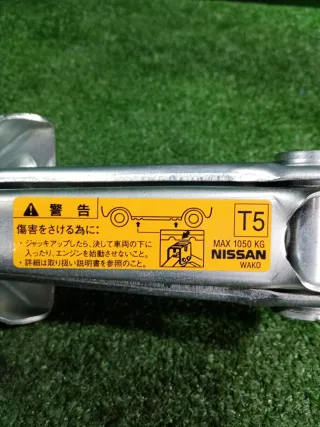 警告
傷害をさける為に:
・ジャッキアップしたら、決して車両の下に
入ったり、エンジンを始動させないこと。
・詳細は取り扱い説明書を参照のこと。
T5
MAX 1050 KG
NISSAN
WAKO